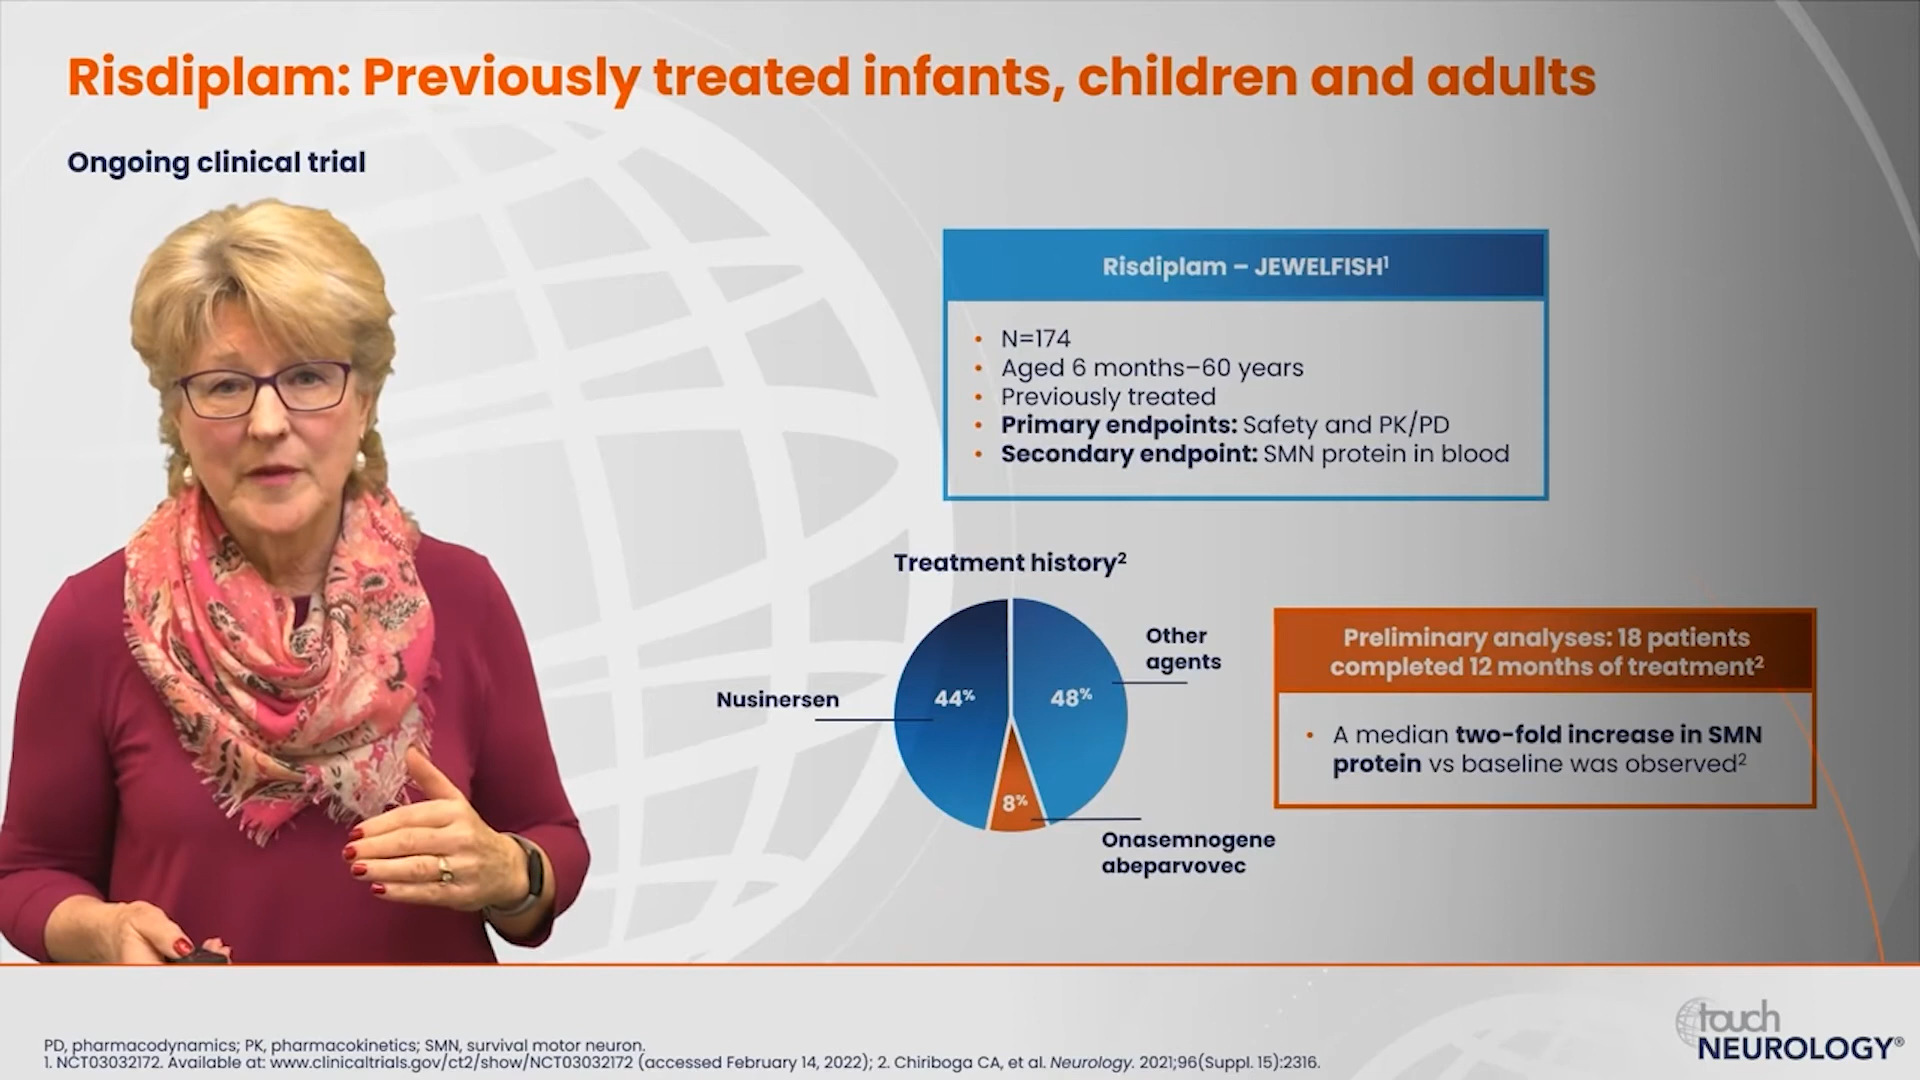 Risdiplam: Previously treated infants, children and adults
Ongoing clinical trial
Risdiplam – JEWELFISH¹
• N=174
• Aged 6 months–60 years
• Previously treated
• Primary endpoints: Safety and PK/PD
• Secondary endpoint: SMN protein in blood
Treatment history²
Other
agents
Nusinersen
44%
48%
8%
Onasemnogene
abeparvovec
Preliminary analyses: 18 patients
completed 12 months of treatment²
• A median two-fold increase in SMN
protein vs baseline was observed²
PD, pharmacodynamics; PK, pharmacokinetics; SMN, survival motor neuron.
1. NCT03032172. Available at: www.clinicaltrials.gov/ct2/show/NCT03032172 (accessed February 14, 2022); 2. Chiriboga CA, et al. Neurology. 2021;96(Suppl. 15):2316.
touch
NEUROLOGY®